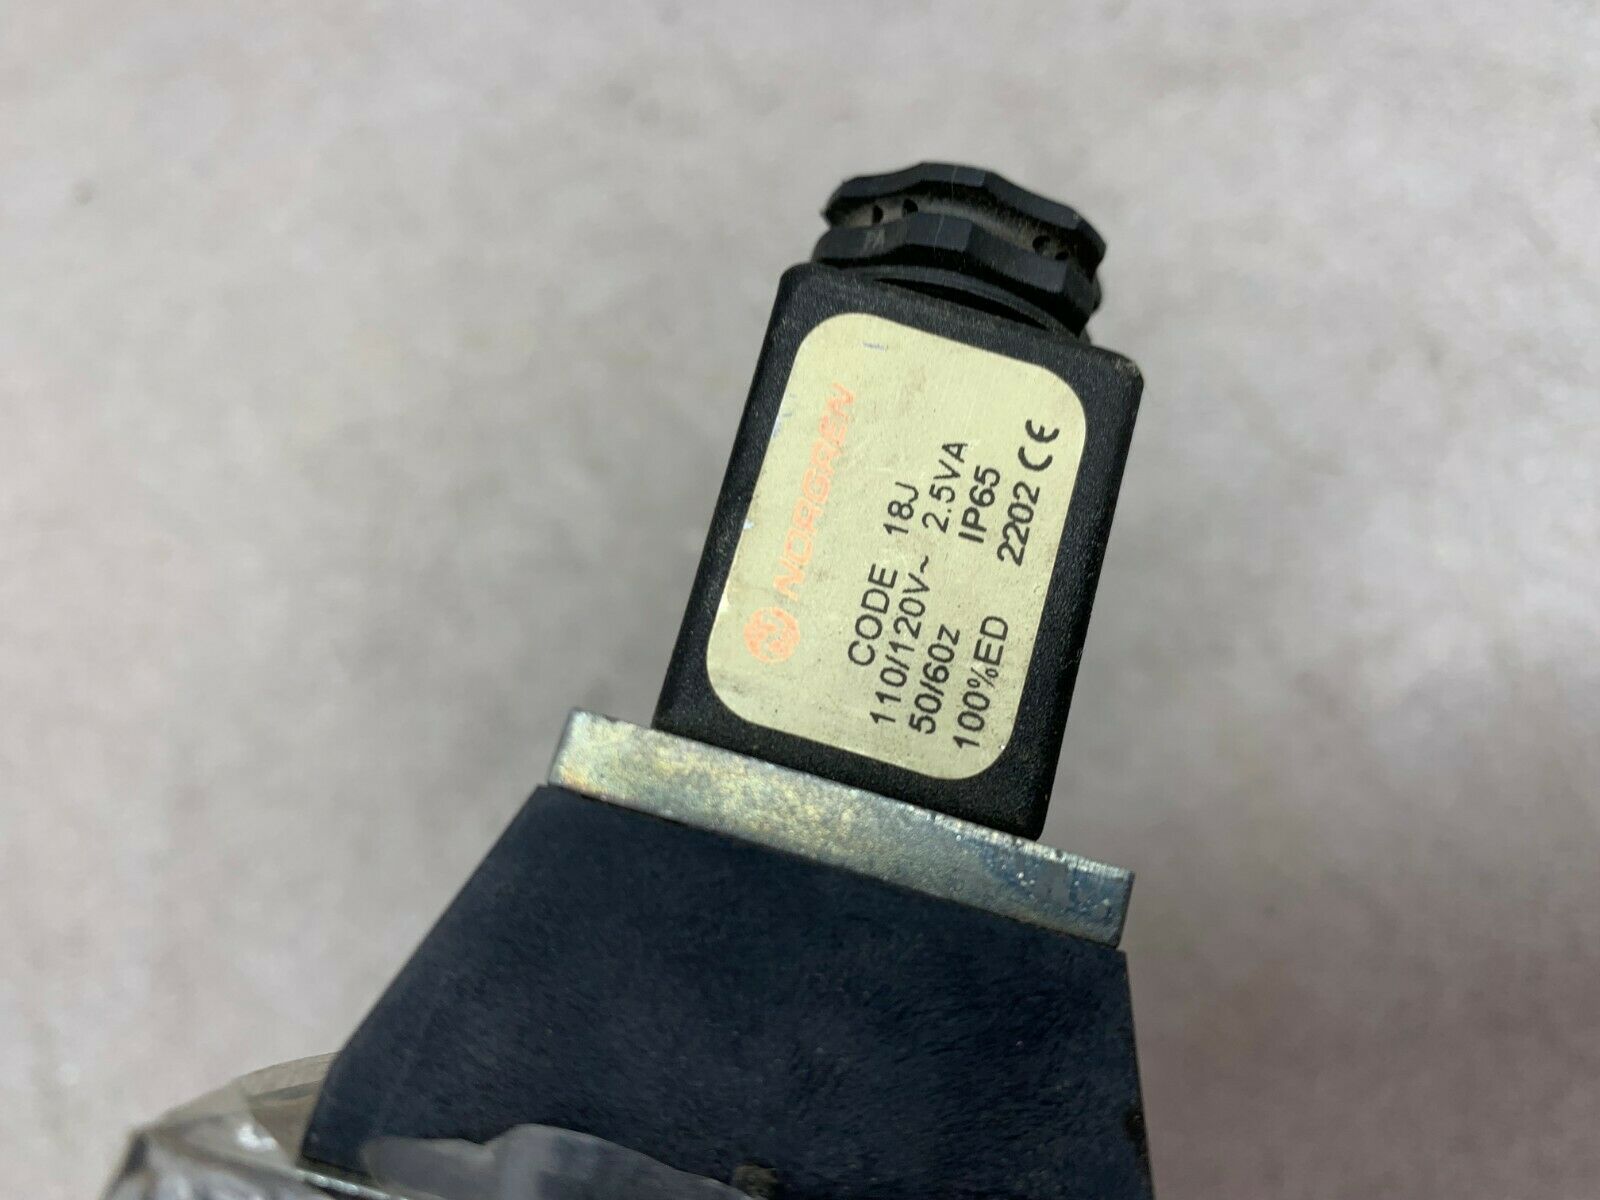 NORGREN
CODE 18J
110/120V~ 2.5VA
50/60z IP65
100%ED 2202 CE